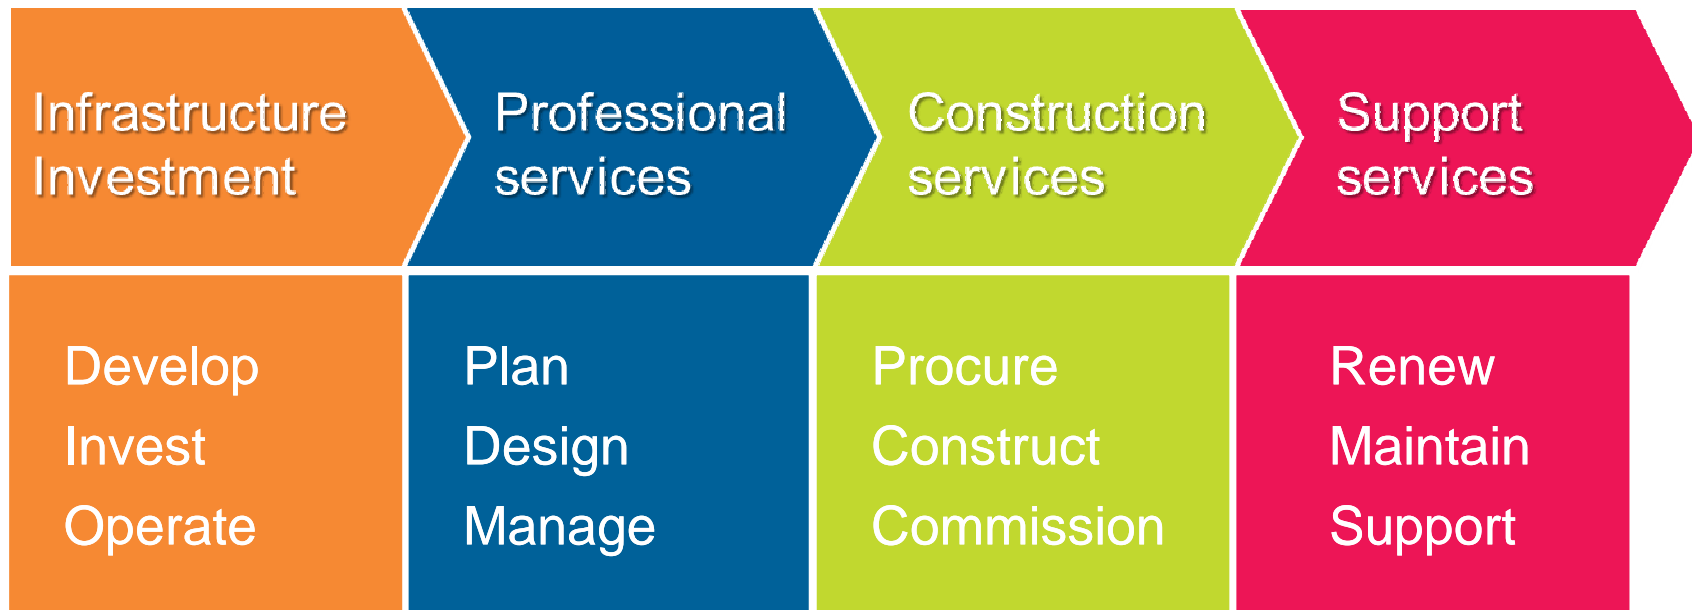 Infrastructure
Investment
Professional
services
Construction
services
Support
services
Develop
Invest
Operate
Plan
Design
Manage
Procure
Construct
Commission
Renew
Maintain
Support